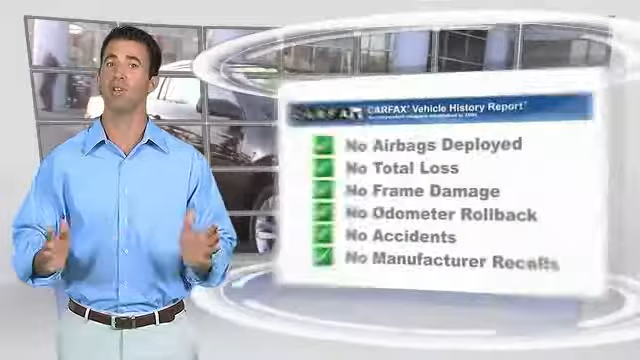 CARFAX CARFAX Vehicle History Report
No Airbags Deployed
No Total Loss
No Frame Damage
No Odometer Rollback
No Accidents
No Manufacturer Recalls